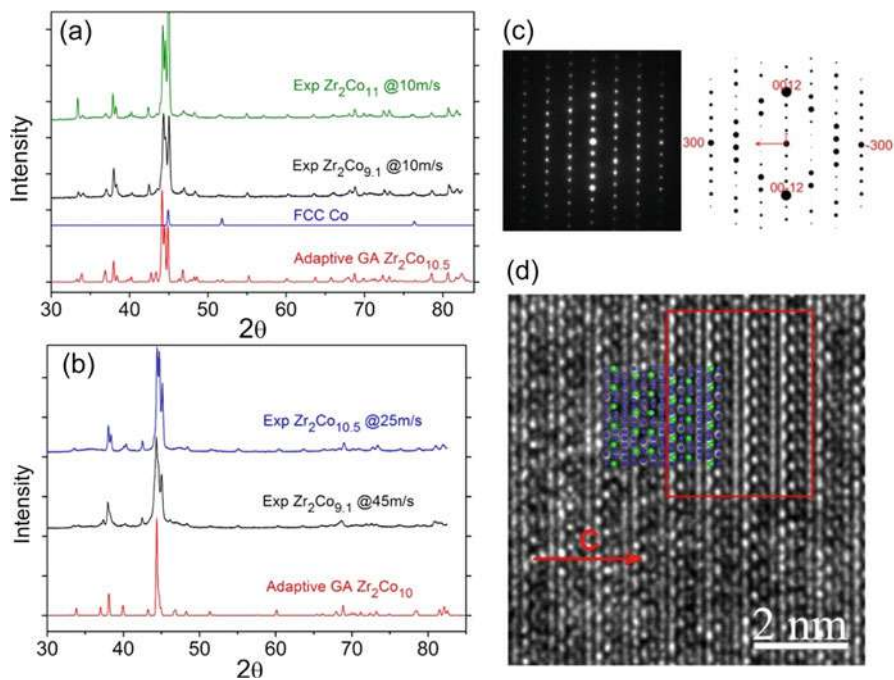 (a)
Exp Zr₂Co₁₁ @10m/s
Exp Zr₂Co₉.₁ @10m/s
FCC Co
Adaptive GA Zr₂Co₁₀.₅
Intensity
30 40 50 60 70 80
2θ
(b)
Exp Zr₂Co₁₀.₅ @25m/s
Exp Zr₂Co₉.₁ @45m/s
Adaptive GA Zr₂Co₁₀
Intensity
30 40 50 60 70 80
2θ
(c)
0012
300
-300
00-12
(d)
C
2 nm